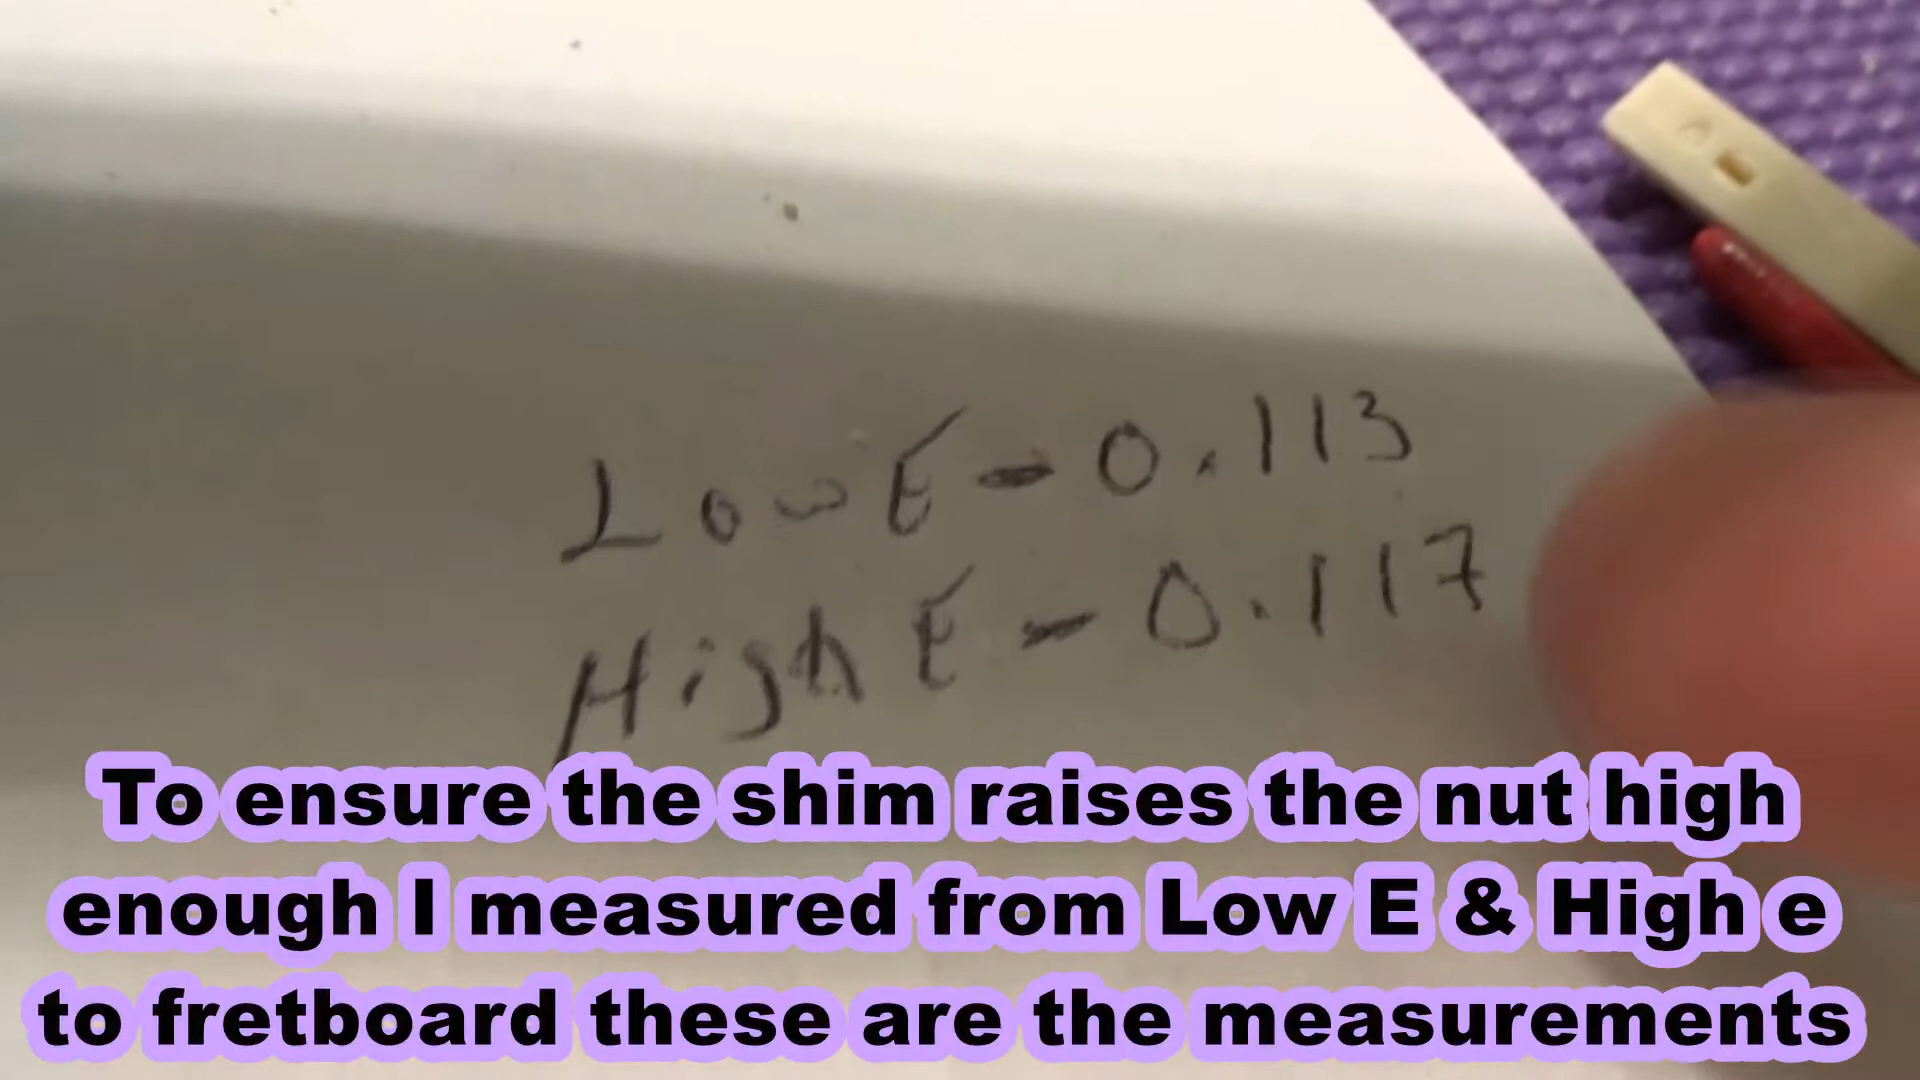 Low E - 0.113
High E - 0.117
To ensure the shim raises the nut high
enough I measured from Low E & High e
to fretboard these are the measurements